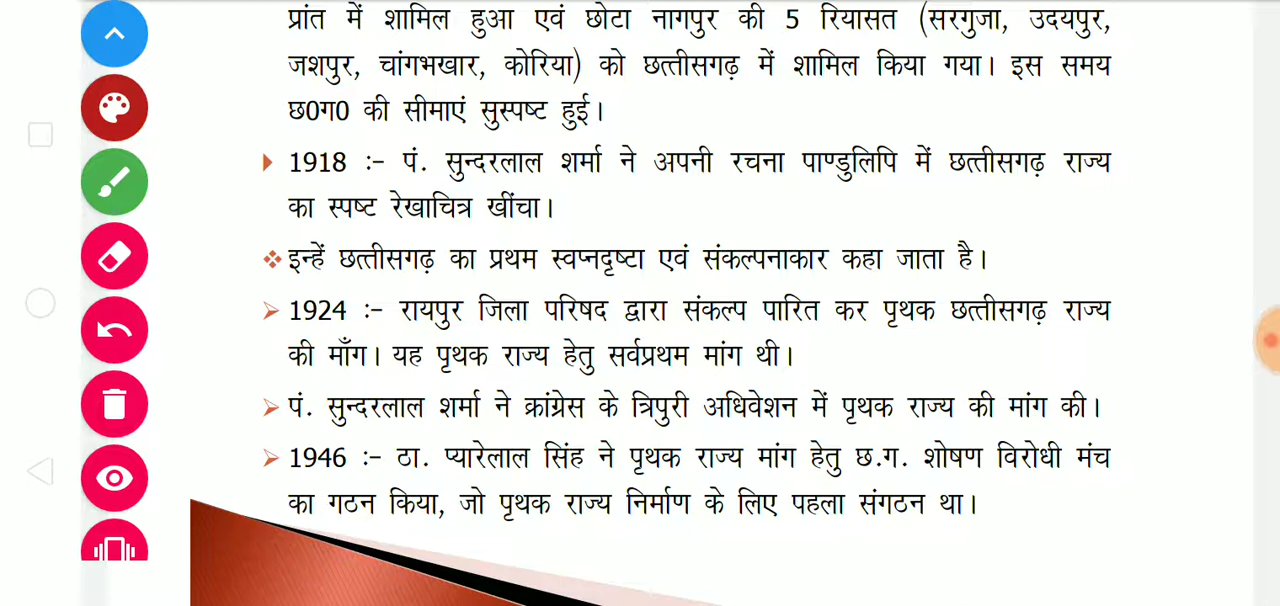 प्रांत में शामिल हुआ एवं छोटा नागपुर की 5 रियासत (सरगुजा, उदयपुर,
जशपुर, चांगभखार, कोरिया) को छत्तीसगढ़ में शामिल किया गया। इस समय
छ0ग0 की सीमाएं सुस्पष्ट हुई।
1918 :– पं. सुन्दरलाल शर्मा ने अपनी रचना पाण्डुलिपि में छत्तीसगढ़ राज्य
का स्पष्ट रेखाचित्र खींचा।
इन्हें छत्तीसगढ़ का प्रथम स्वप्नदृष्टा एवं संकल्पनाकार कहा जाता है।
1924 :– रायपुर जिला परिषद द्वारा संकल्प पारित कर पृथक छत्तीसगढ़ राज्य
की माँग। यह पृथक राज्य हेतु सर्वप्रथम मांग थी।
पं. सुन्दरलाल शर्मा ने क्रांग्रेस के त्रिपुरी अधिवेशन में पृथक राज्य की मांग की।
1946 :– ठा. प्यारेलाल सिंह ने पृथक राज्य मांग हेतु छ.ग. शोषण विरोधी मंच
का गठन किया, जो पृथक राज्य निर्माण के लिए पहला संगठन था।